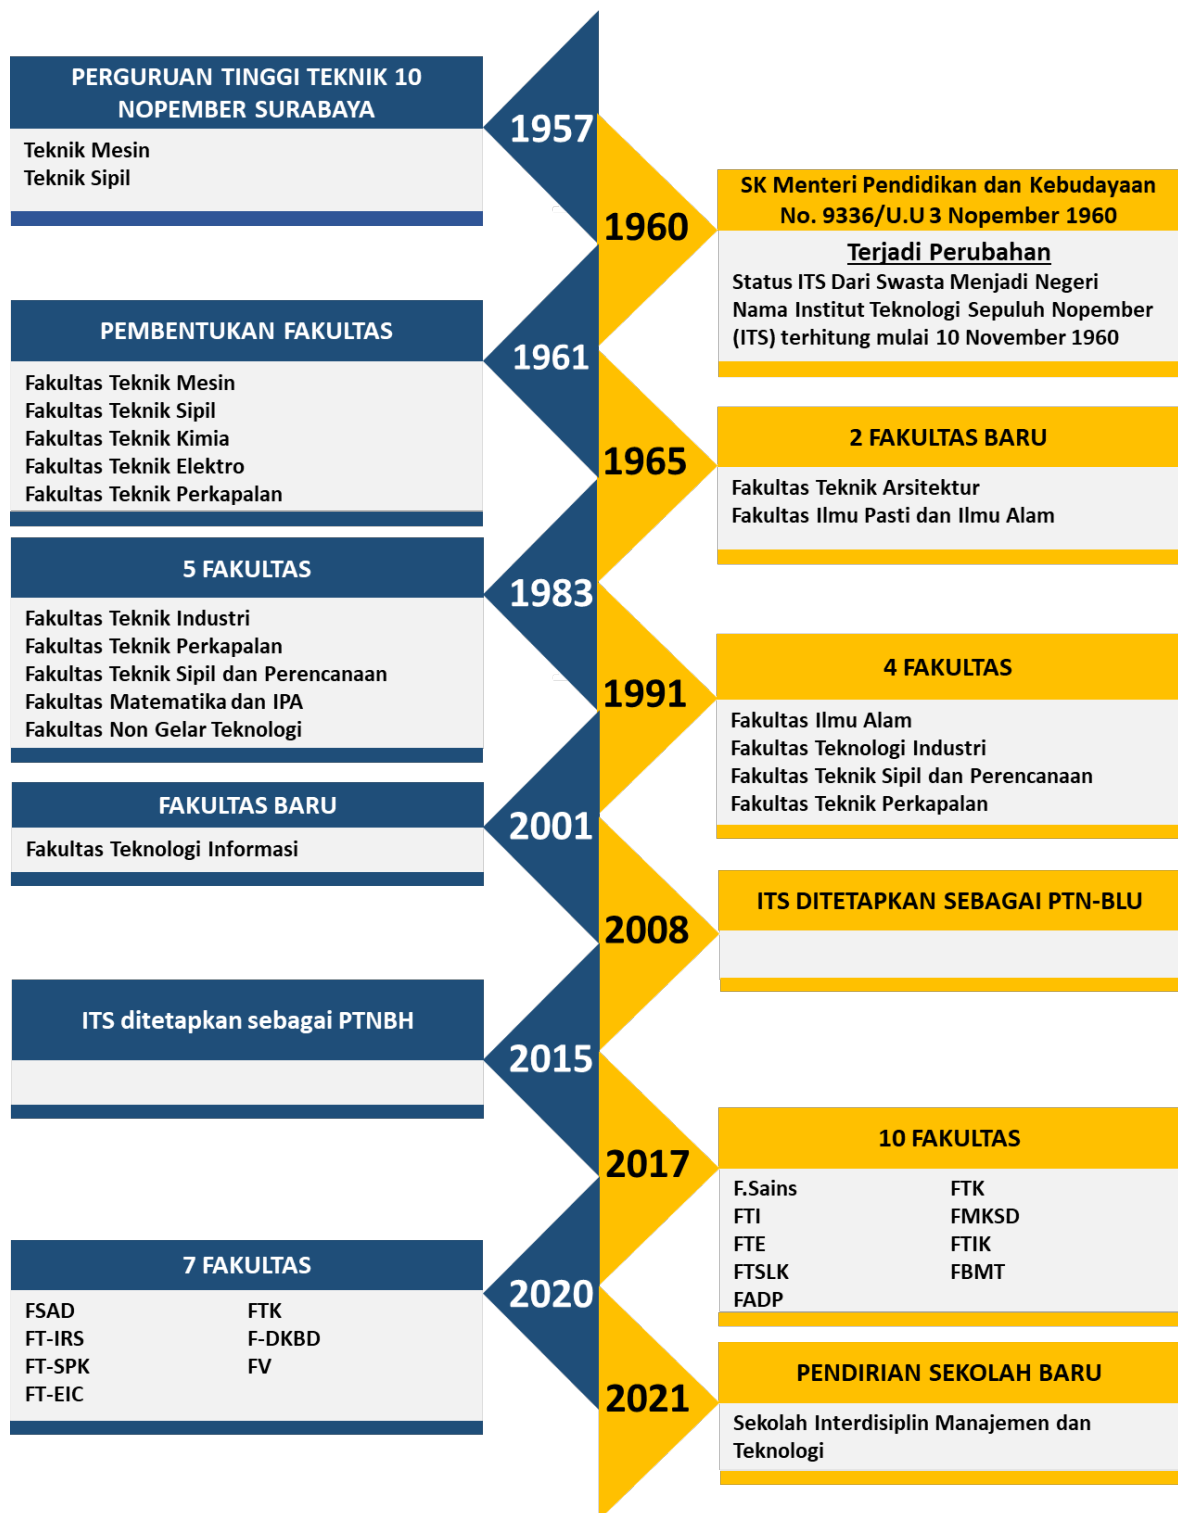 PERGURUAN TINGGI TEKNIK 10
NOPEMBER SURABAYA
Teknik Mesin
Teknik Sipil
1957
1960
SK Menteri Pendidikan dan Kebudayaan
No. 9336/U.U 3 Nopember 1960
Terjadi Perubahan
Status ITS Dari Swasta Menjadi Negeri
Nama Institut Teknologi Sepuluh Nopember
(ITS) terhitung mulai 10 November 1960
PEMBENTUKAN FAKULTAS
Fakultas Teknik Mesin
Fakultas Teknik Sipil
Fakultas Teknik Kimia
Fakultas Teknik Elektro
Fakultas Teknik Perkapalan
1961
1965
2 FAKULTAS BARU
Fakultas Teknik Arsitektur
Fakultas Ilmu Pasti dan Ilmu Alam
5 FAKULTAS
Fakultas Teknik Industri
Fakultas Teknik Perkapalan
Fakultas Teknik Sipil dan Perencanaan
Fakultas Matematika dan IPA
Fakultas Non Gelar Teknologi
1983
1991
4 FAKULTAS
Fakultas Ilmu Alam
Fakultas Teknologi Industri
Fakultas Teknik Sipil dan Perencanaan
Fakultas Teknik Perkapalan
FAKULTAS BARU
Fakultas Teknologi Informasi
2001
2008
ITS DITETAPKAN SEBAGAI PTN-BLU
ITS ditetapkan sebagai PTNBH
2015
2017
10 FAKULTAS
F.Sains
FTI
FTE
FTSLK
FADP
FTK
FMKSD
FTIK
FBMT
7 FAKULTAS
FSAD
FT-IRS
FT-SPK
FT-EIC
FTK
F-DKBD
FV
2020
2021
PENDIRIAN SEKOLAH BARU
Sekolah Interdisiplin Manajemen dan
Teknologi